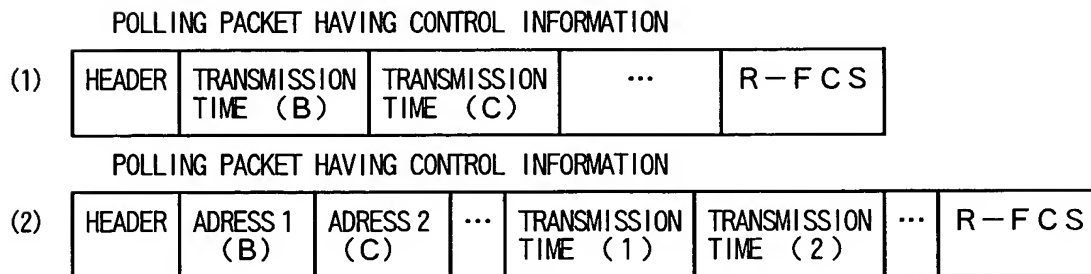 POLLING PACKET HAVING CONTROL INFORMATION
(1) HEADER TRANSMISSION TRANSMISSION ... R-FCS
TIME (B) TIME (C)
POLLING PACKET HAVING CONTROL INFORMATION
(2) HEADER ADRESS 1 ADRESS 2 ... TRANSMISSION TRANSMISSION ... R-FCS
(B) (C) TIME (1) TIME (2)